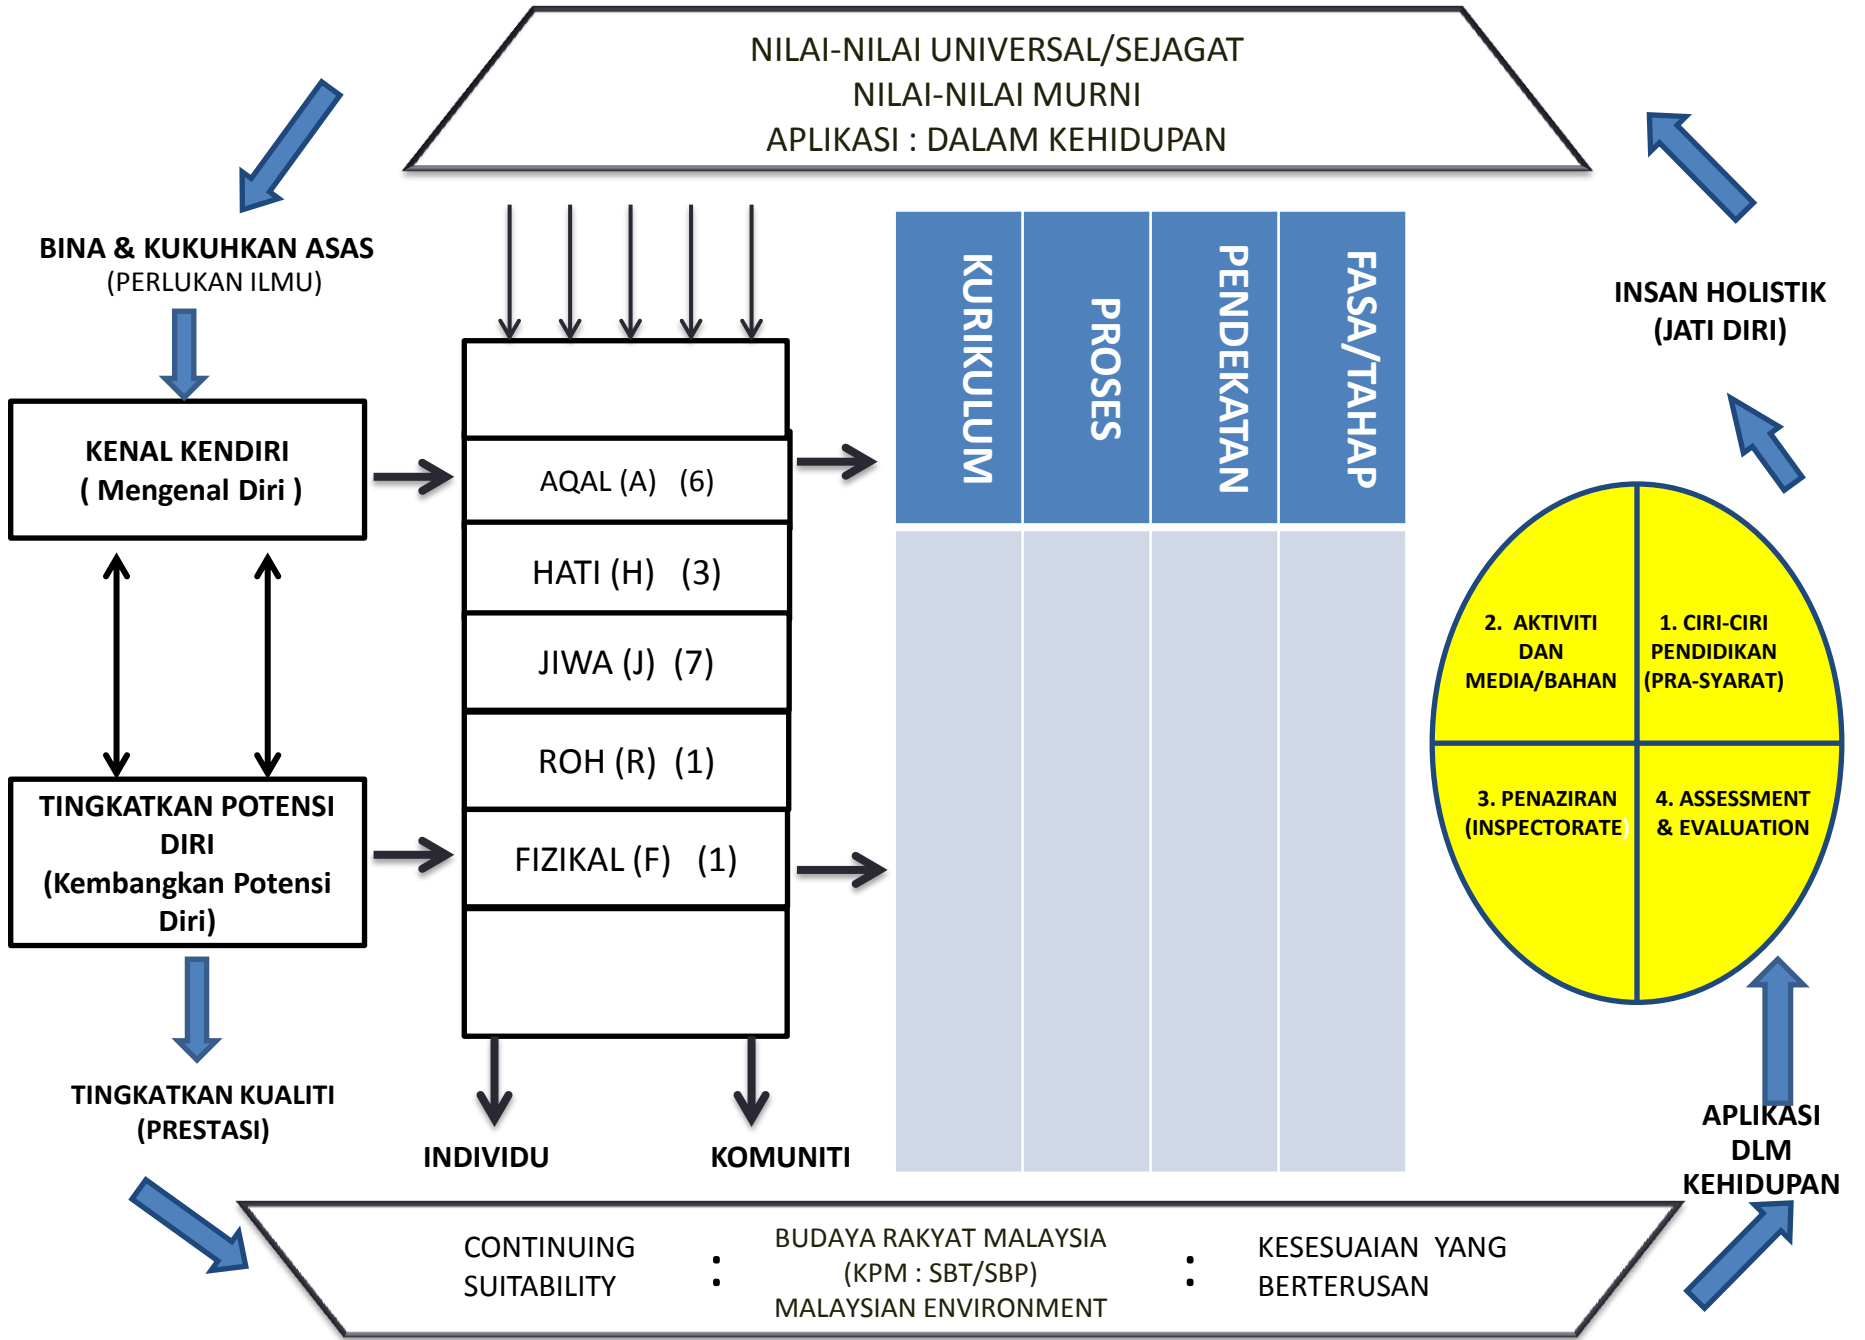 NILAI-NILAI UNIVERSAL/SEJAGAT
NILAI-NILAI MURNI
APLIKASI : DALAM KEHIDUPAN
BINA & KUKUHKAN ASAS
(PERLUKAN ILMU)
KENAL KENDIRI
( Mengenal Diri )
TINGKATKAN POTENSI
DIRI
(Kembangkan Potensi
Diri)
TINGKATKAN KUALITI
(PRESTASI)
AQAL (A) (6)
HATI (H) (3)
JIWA (J) (7)
ROH (R) (1)
FIZIKAL (F) (1)
INDIVIDU
KOMUNITI
KURIKULUM
PROSES
PENDEKATAN
FASA/TAHAP
INSAN HOLISTIK
(JATI DIRI)
2. AKTIVITI
DAN
MEDIA/BAHAN
1. CIRI-CIRI
PENDIDIKAN
(PRA-SYARAT)
3. PENAZIRAN
(INSPECTORATE)
4. ASSESSMENT
& EVALUATION
APLIKASI
DLM
KEHIDUPAN
CONTINUING
SUITABILITY
:
BUDAYA RAKYAT MALAYSIA
(KPM : SBT/SBP)
MALAYSIAN ENVIRONMENT
:
KESESUAIAN YANG
BERTERUSAN